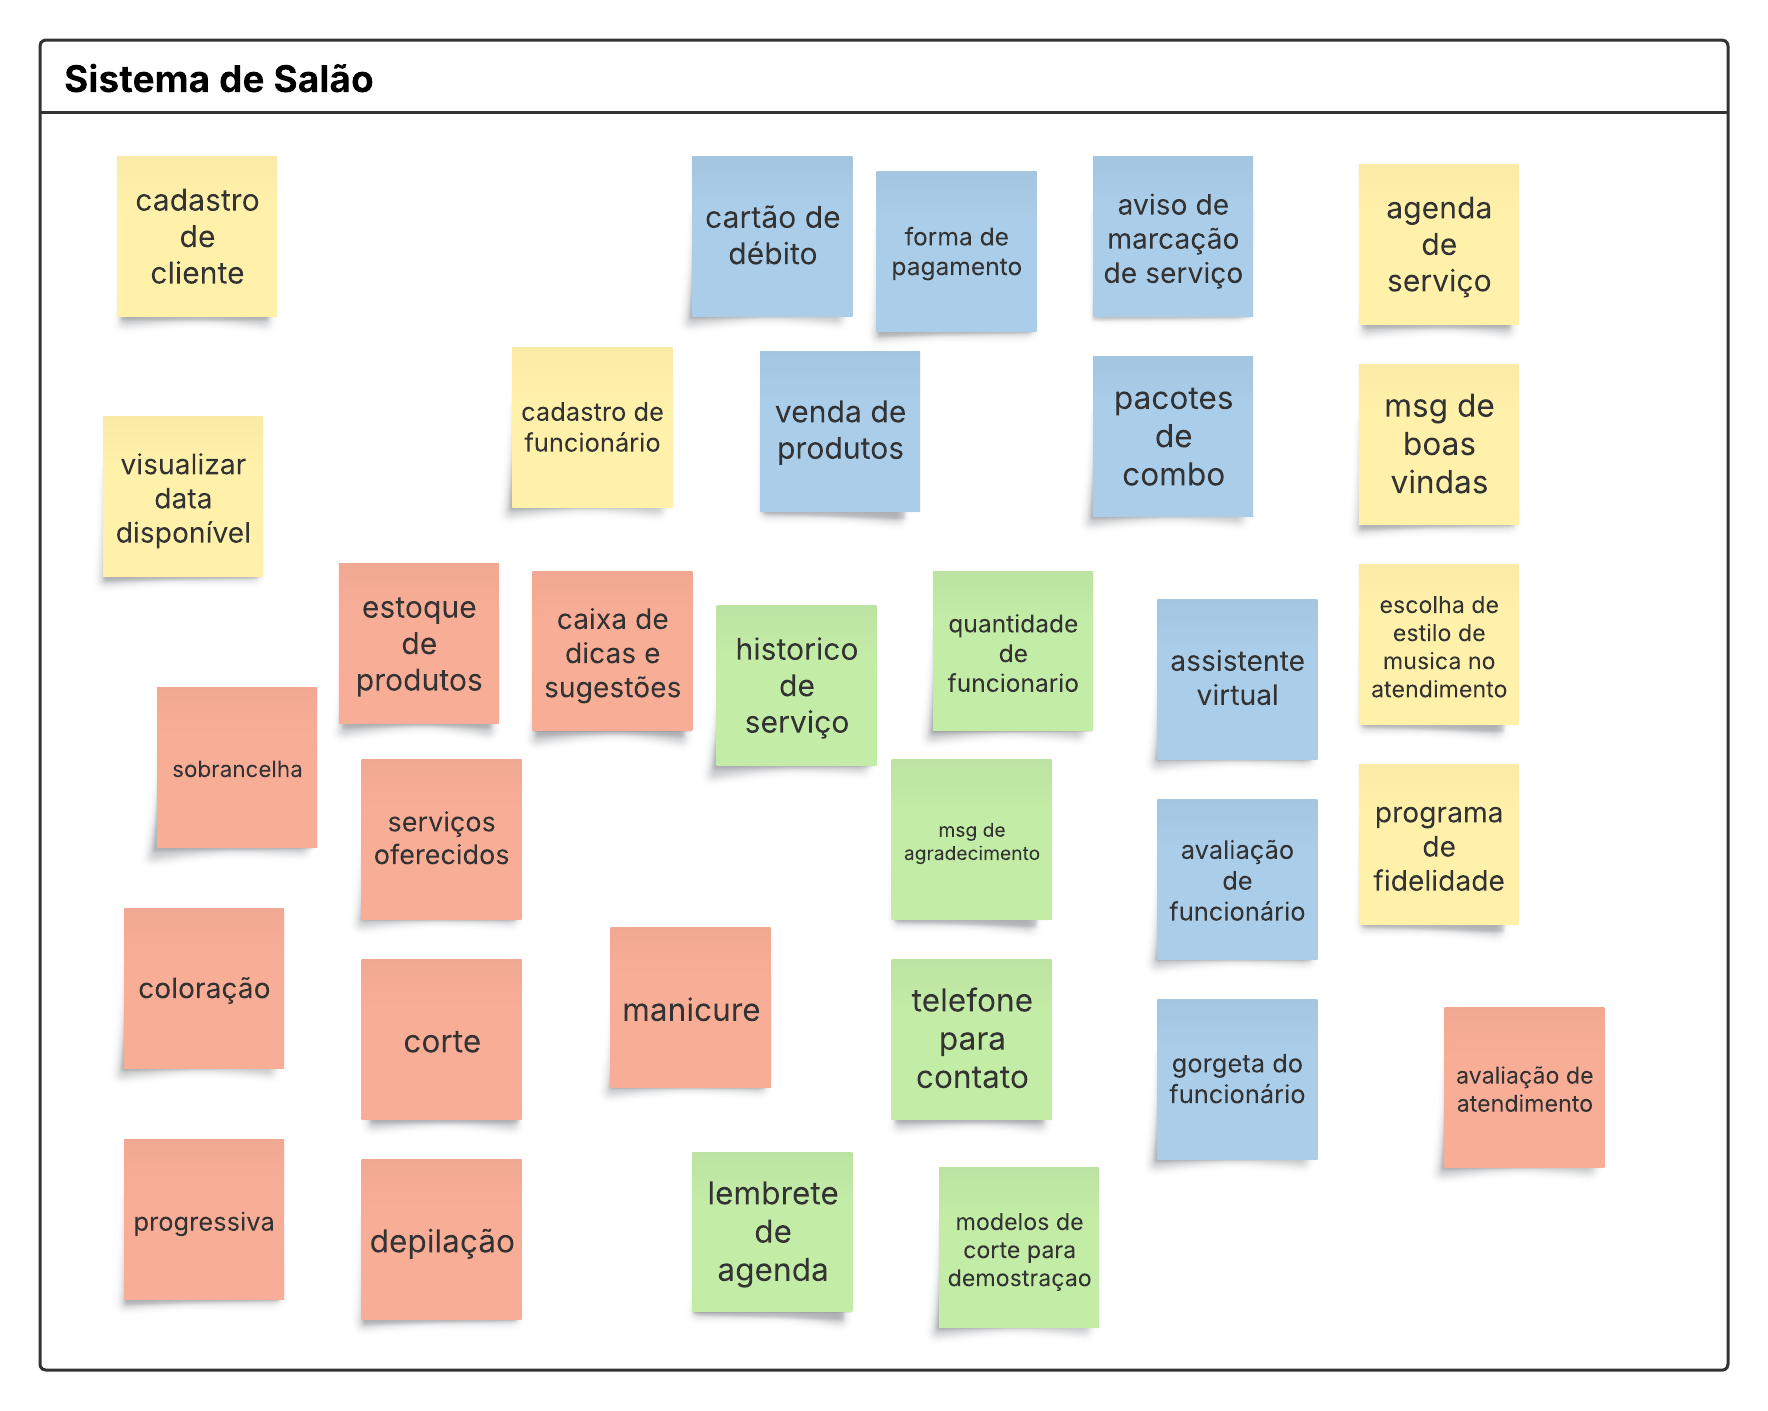 Sistema de Salão
cadastro
de
cliente
cartão de
débito
forma de
pagamento
aviso de
marcação
de serviço
agenda
de
serviço
cadastro de
funcionário
venda de
produtos
pacotes
de
combo
msg de
boas
vindas
visualizar
data
disponível
estoque
de
produtos
caixa de
dicas e
sugestões
historico
de
serviço
quantidade
de
funcionario
assistente
virtual
escolha de
estilo de
musica no
atendimento
sobrancelha
serviços
oferecidos
msg de
agradecimento
avaliação
de
funcionário
programa
de
fidelidade
coloração
corte
manicure
telefone
para
contato
gorgeta do
funcionário
avaliação de
atendimento
progressiva
depilação
lembrete
de
agenda
modelos de
corte para
demostraçao